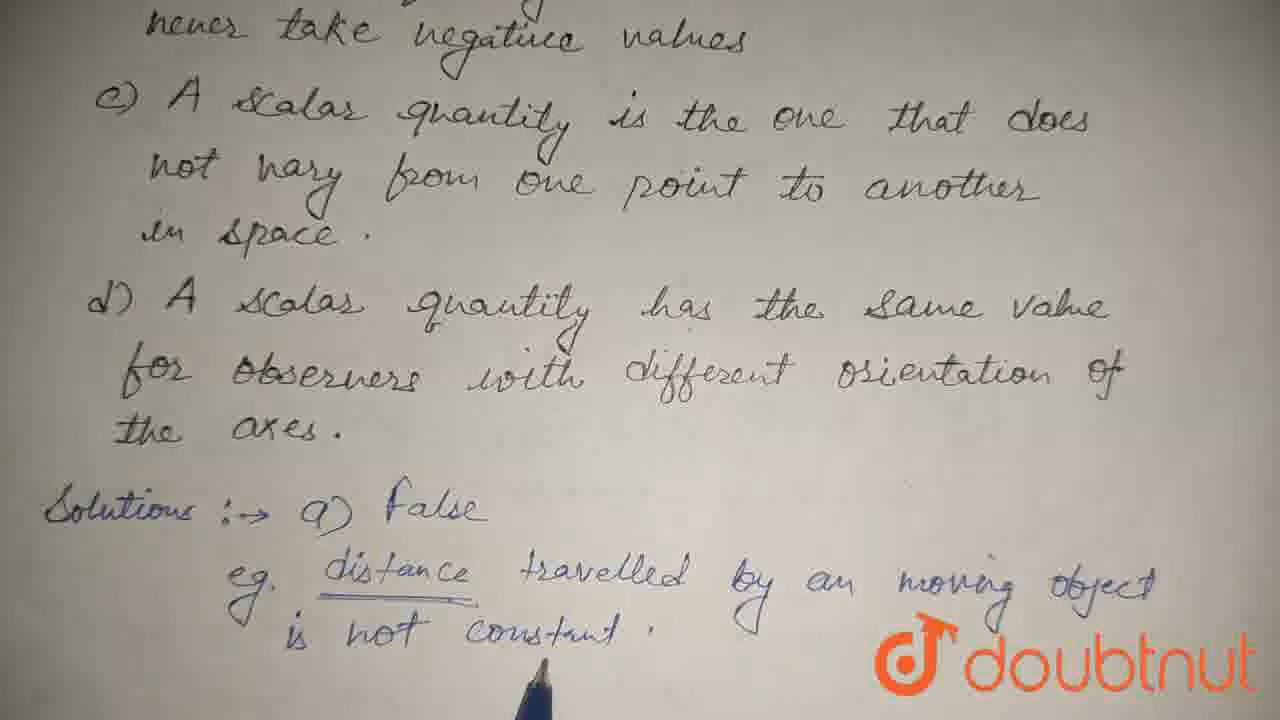 never take negative values
c) A scalar quantity is the one that does
not vary from one point to another
in space.
d) A scalar quantity has the same value
for observers with different orientation of
the axes.
Solutions :→ a) False
eg. distance travelled by an moving object
is not constant.
doubtnut